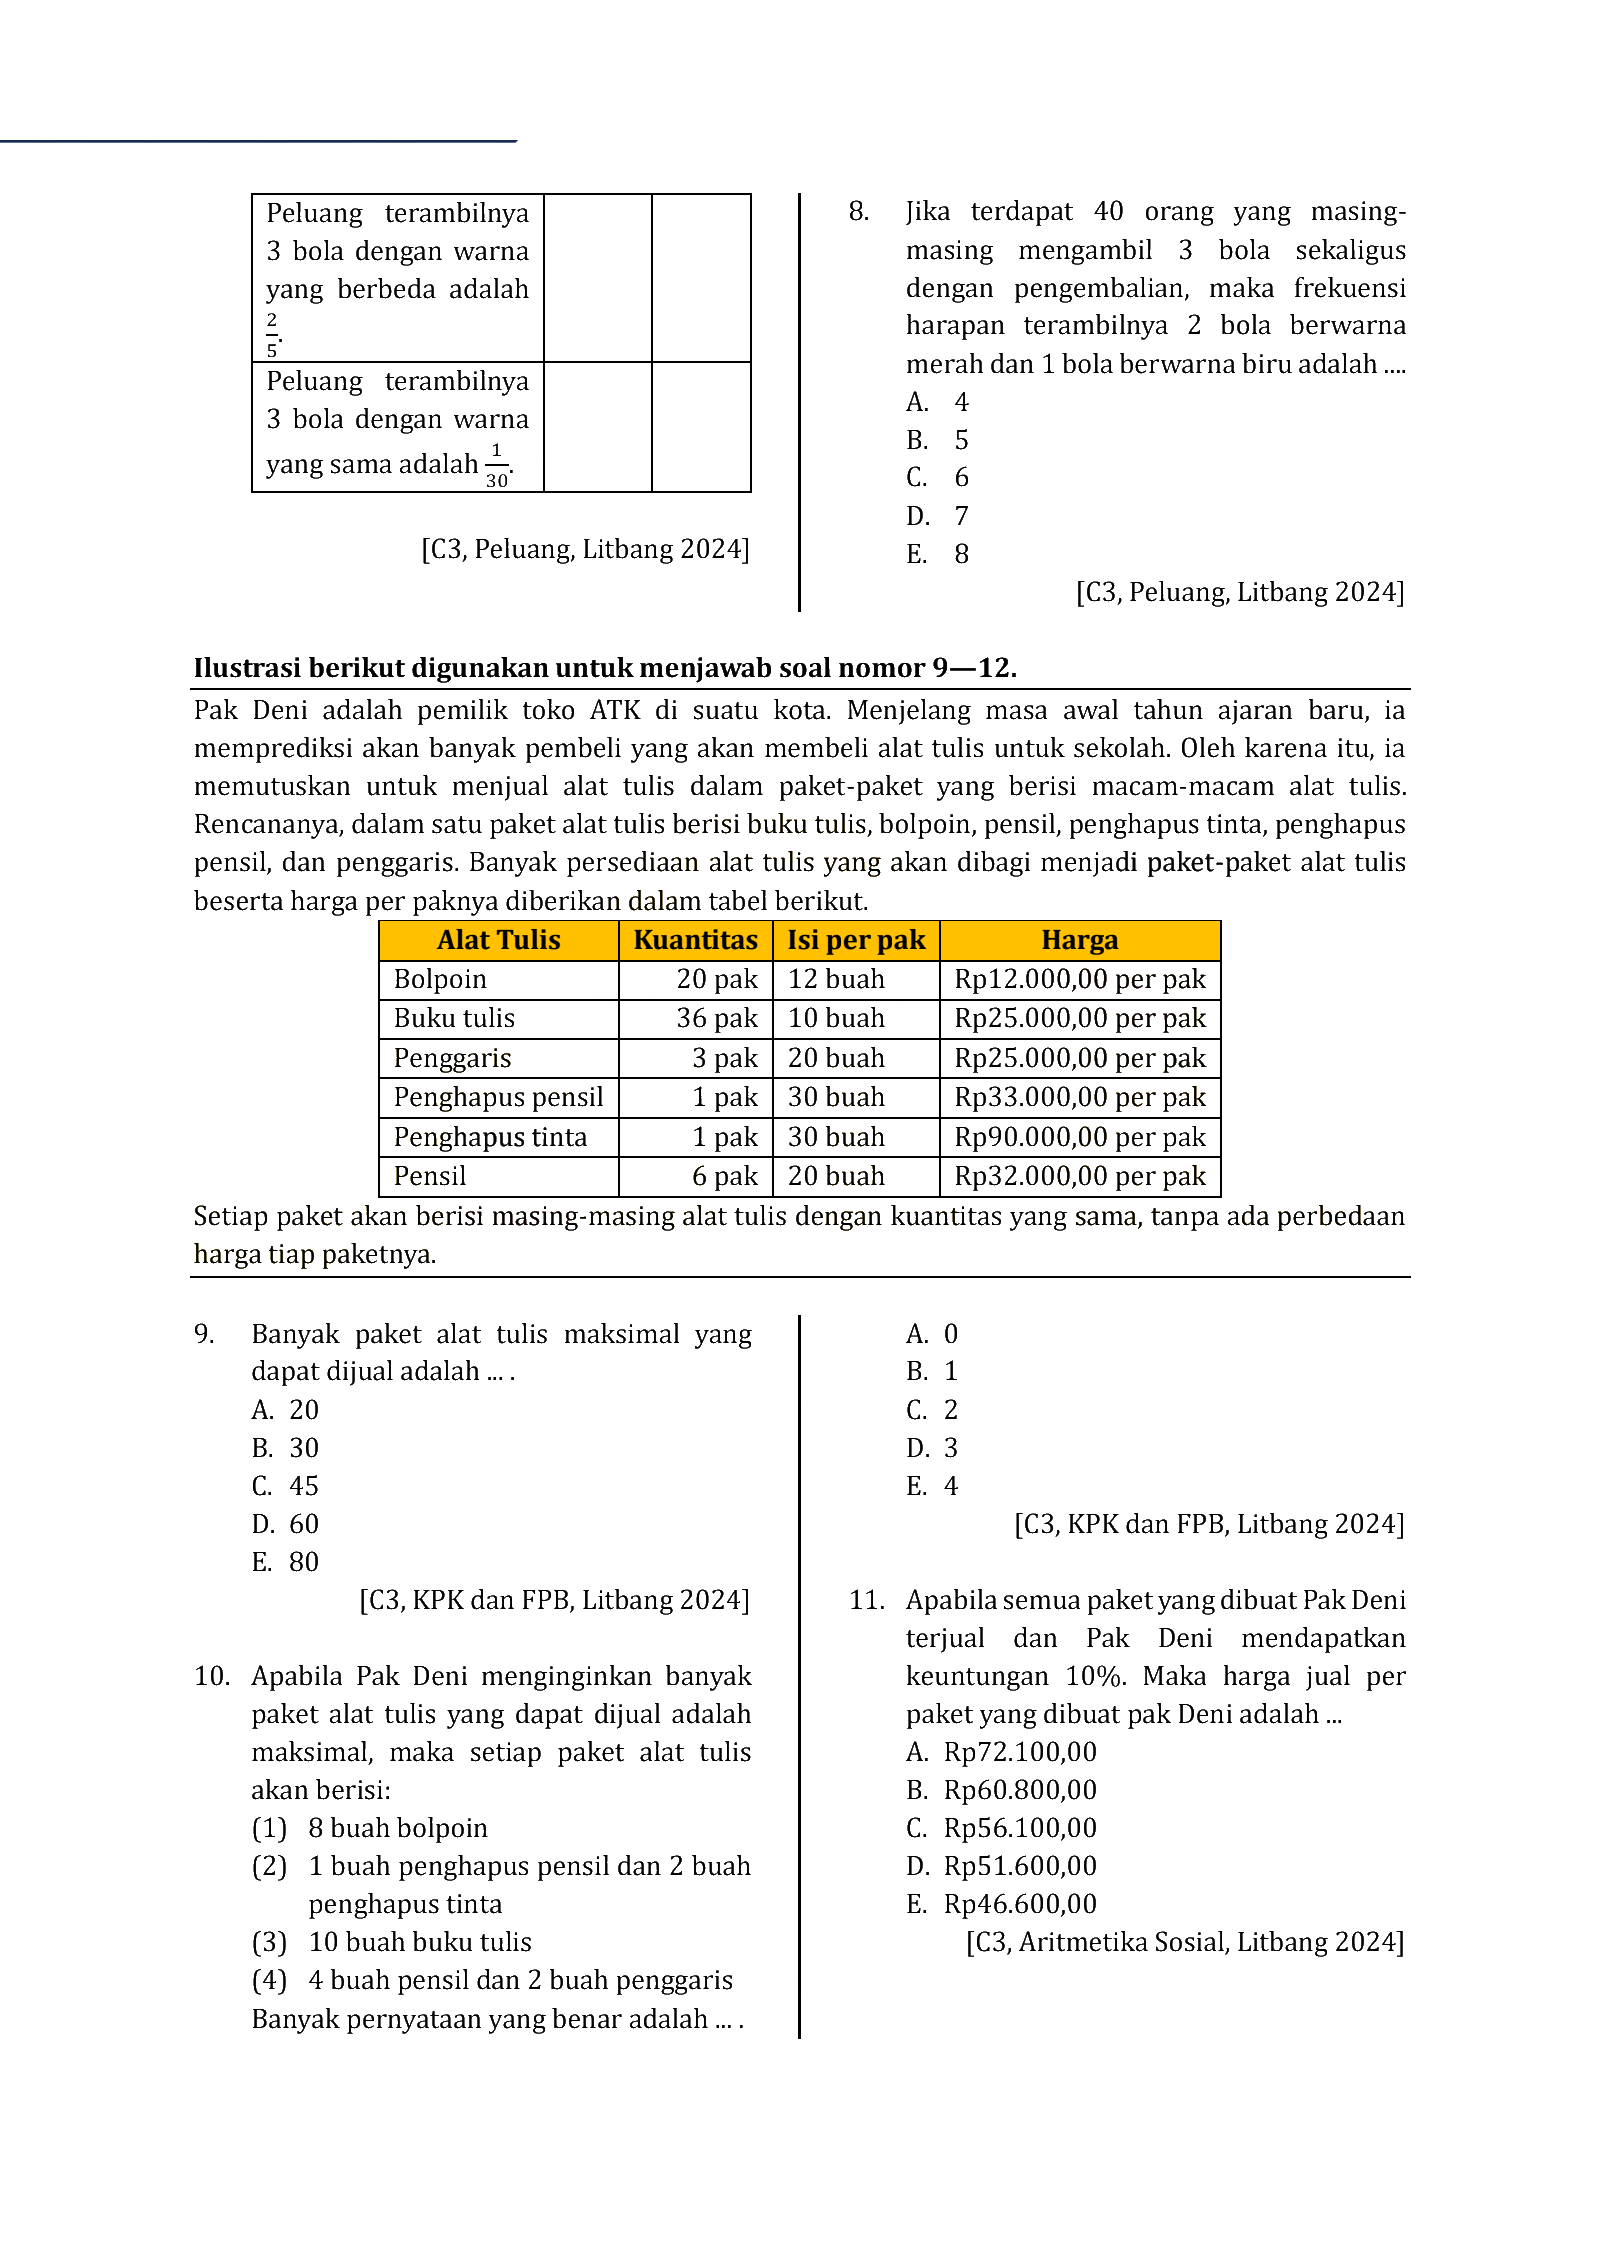 Peluang terambilnya
3 bola dengan warna
yang berbeda adalah
2/5.
Peluang terambilnya
3 bola dengan warna
yang sama adalah 1/30.
[C3, Peluang, Litbang 2024]
8. Jika terdapat 40 orang yang masing-
masing mengambil 3 bola sekaligus
dengan pengembalian, maka frekuensi
harapan terambilnya 2 bola berwarna
merah dan 1 bola berwarna biru adalah ....
A. 4
B. 5
C. 6
D. 7
E. 8
[C3, Peluang, Litbang 2024]
Ilustrasi berikut digunakan untuk menjawab soal nomor 9—12.
Pak Deni adalah pemilik toko ATK di suatu kota. Menjelang masa awal tahun ajaran baru, ia
memprediksi akan banyak pembeli yang akan membeli alat tulis untuk sekolah. Oleh karena itu, ia
memutuskan untuk menjual alat tulis dalam paket-paket yang berisi macam-macam alat tulis.
Rencananya, dalam satu paket alat tulis berisi buku tulis, bolpoin, pensil, penghapus tinta, penghapus
pensil, dan penggaris. Banyak persediaan alat tulis yang akan dibagi menjadi paket-paket alat tulis
beserta harga per paknya diberikan dalam tabel berikut.
Alat Tulis Kuantitas Isi per pak Harga
Bolpoin 20 pak 12 buah Rp12.000,00 per pak
Buku tulis 36 pak 10 buah Rp25.000,00 per pak
Penggaris 3 pak 20 buah Rp25.000,00 per pak
Penghapus pensil 1 pak 30 buah Rp33.000,00 per pak
Penghapus tinta 1 pak 30 buah Rp90.000,00 per pak
Pensil 6 pak 20 buah Rp32.000,00 per pak
Setiap paket akan berisi masing-masing alat tulis dengan kuantitas yang sama, tanpa ada perbedaan
harga tiap paketnya.
9. Banyak paket alat tulis maksimal yang
dapat dijual adalah ... .
A. 20
B. 30
C. 45
D. 60
E. 80
[C3, KPK dan FPB, Litbang 2024]
10. Apabila Pak Deni menginginkan banyak
paket alat tulis yang dapat dijual adalah
maksimal, maka setiap paket alat tulis
akan berisi:
(1) 8 buah bolpoin
(2) 1 buah penghapus pensil dan 2 buah
penghapus tinta
(3) 10 buah buku tulis
(4) 4 buah pensil dan 2 buah penggaris
Banyak pernyataan yang benar adalah ... .
A. 0
B. 1
C. 2
D. 3
E. 4
[C3, KPK dan FPB, Litbang 2024]
11. Apabila semua paket yang dibuat Pak Deni
terjual dan Pak Deni mendapatkan
keuntungan 10%. Maka harga jual per
paket yang dibuat pak Deni adalah ...
A. Rp72.100,00
B. Rp60.800,00
C. Rp56.100,00
D. Rp51.600,00
E. Rp46.600,00
[C3, Aritmetika Sosial, Litbang 2024]